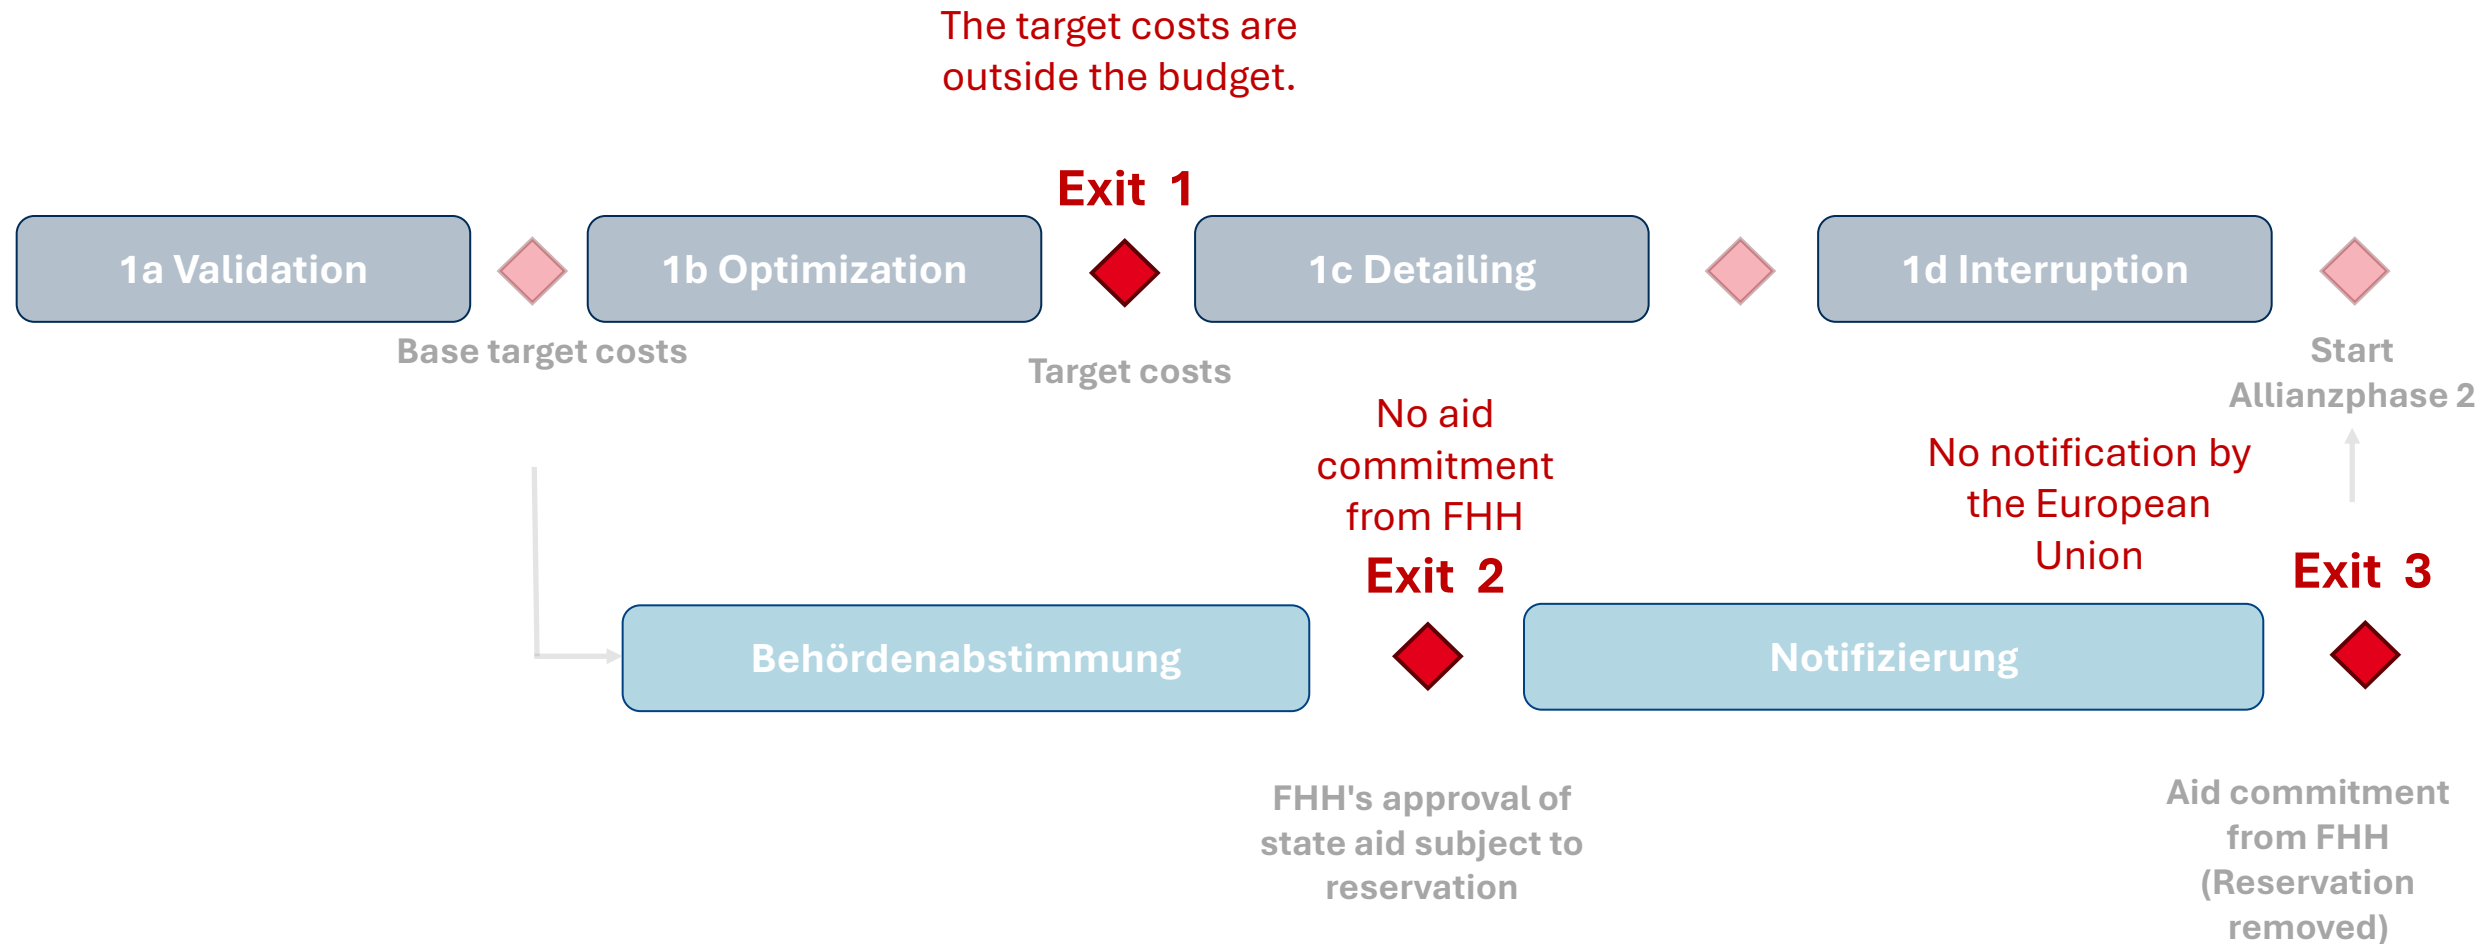 The target costs are
outside the budget.
Exit 1
1a Validation
1b Optimization
1c Detailing
1d Interruption
Base target costs
Target costs
Start
Allianzphase 2
No aid
commitment
from FHH
Exit 2
No notification by
the European
Union
Exit 3
Behördenabstimmung
Notifizierung
FHH's approval of
state aid subject to
reservation
Aid commitment
from FHH
(Reservation
removed)